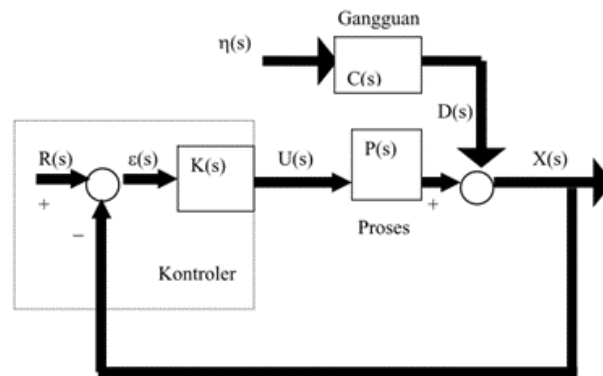 Gangguan
η(s)
C(s)
D(s)
R(s)
ε(s)
K(s)
U(s)
P(s)
X(s)
+
+
−
Proses
Kontroler